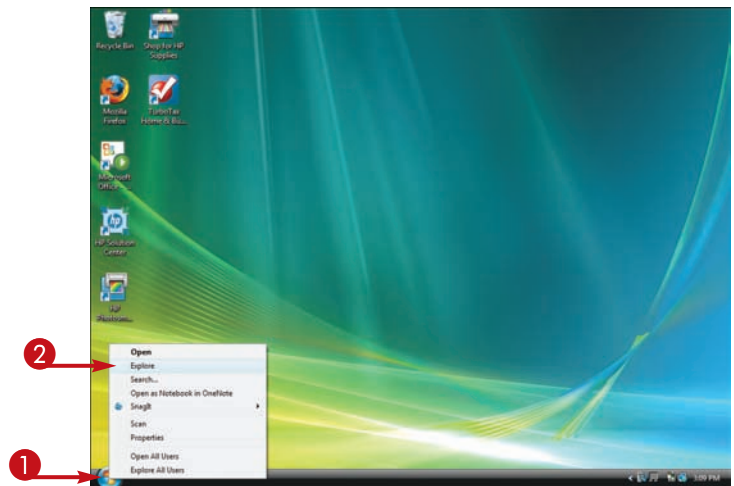 Recycle Bin
Shop for HP
Supplies
Mozilla
Firefox
TurboTax
Home & Bu...
Microsoft
Office - ...
HP Solution
Center
HP
Photosm...
2
Open
Explore
Search...
Open as Notebook in OneNote
SnagIt
Scan
Properties
Open All Users
Explore All Users
1
3:09 PM